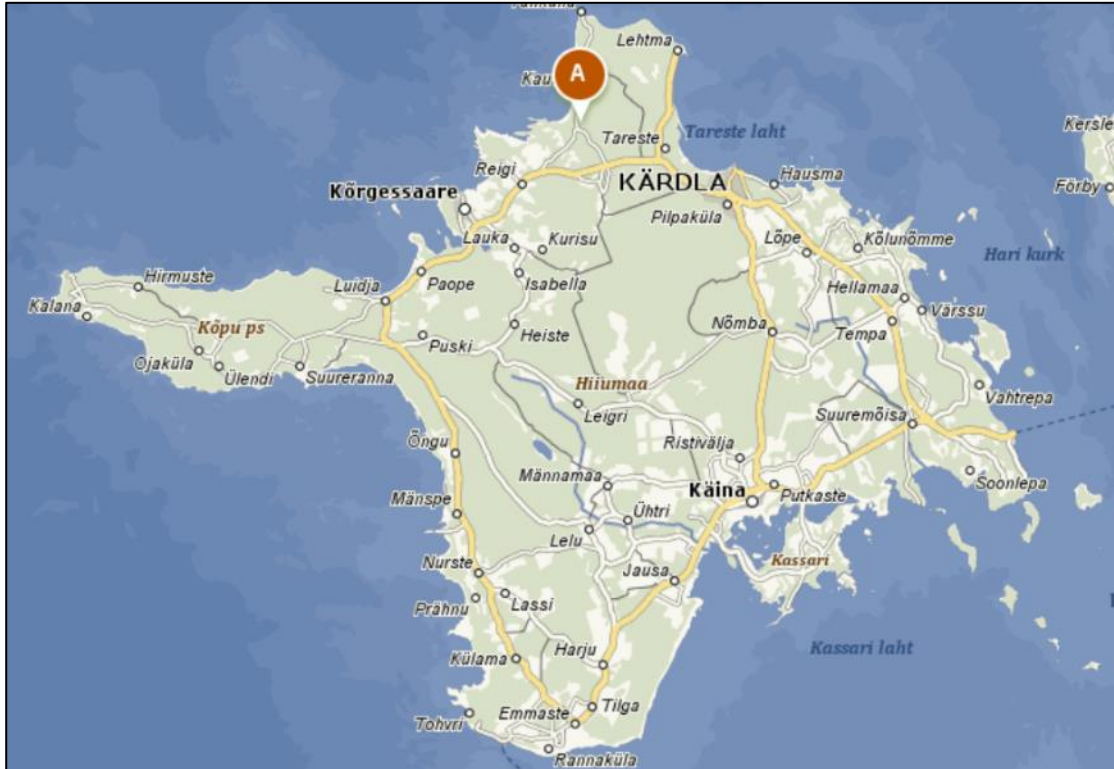 Lehtma
A
Tareste laht
Tareste
Reigi
KÄRDLA
Hausma
Kõrgessaare
Pilpaküla
Förby
Lauka
Kurisu
Lõpe
Kõlunõmme
Hari kurk
Hirmuste
Paope
Isabella
Hellamaa
Luidja
Kalana
Värssu
Kõpu ps
Heiste
Nõmba
Tempa
Puski
Ojaküla
Ülendi
Suureranna
Hiiumaa
Vahtrepa
Leigri
Suuremõisa
Õngu
Ristivälja
Männamaa
Soonlepa
Käina
Putkaste
Mänspe
Ühtri
Lelu
Kassari
Nurste
Jausa
Prähnu
Lassi
Kassari laht
Külama
Harju
Tilga
Emmaste
Tohvri
Rannaküla